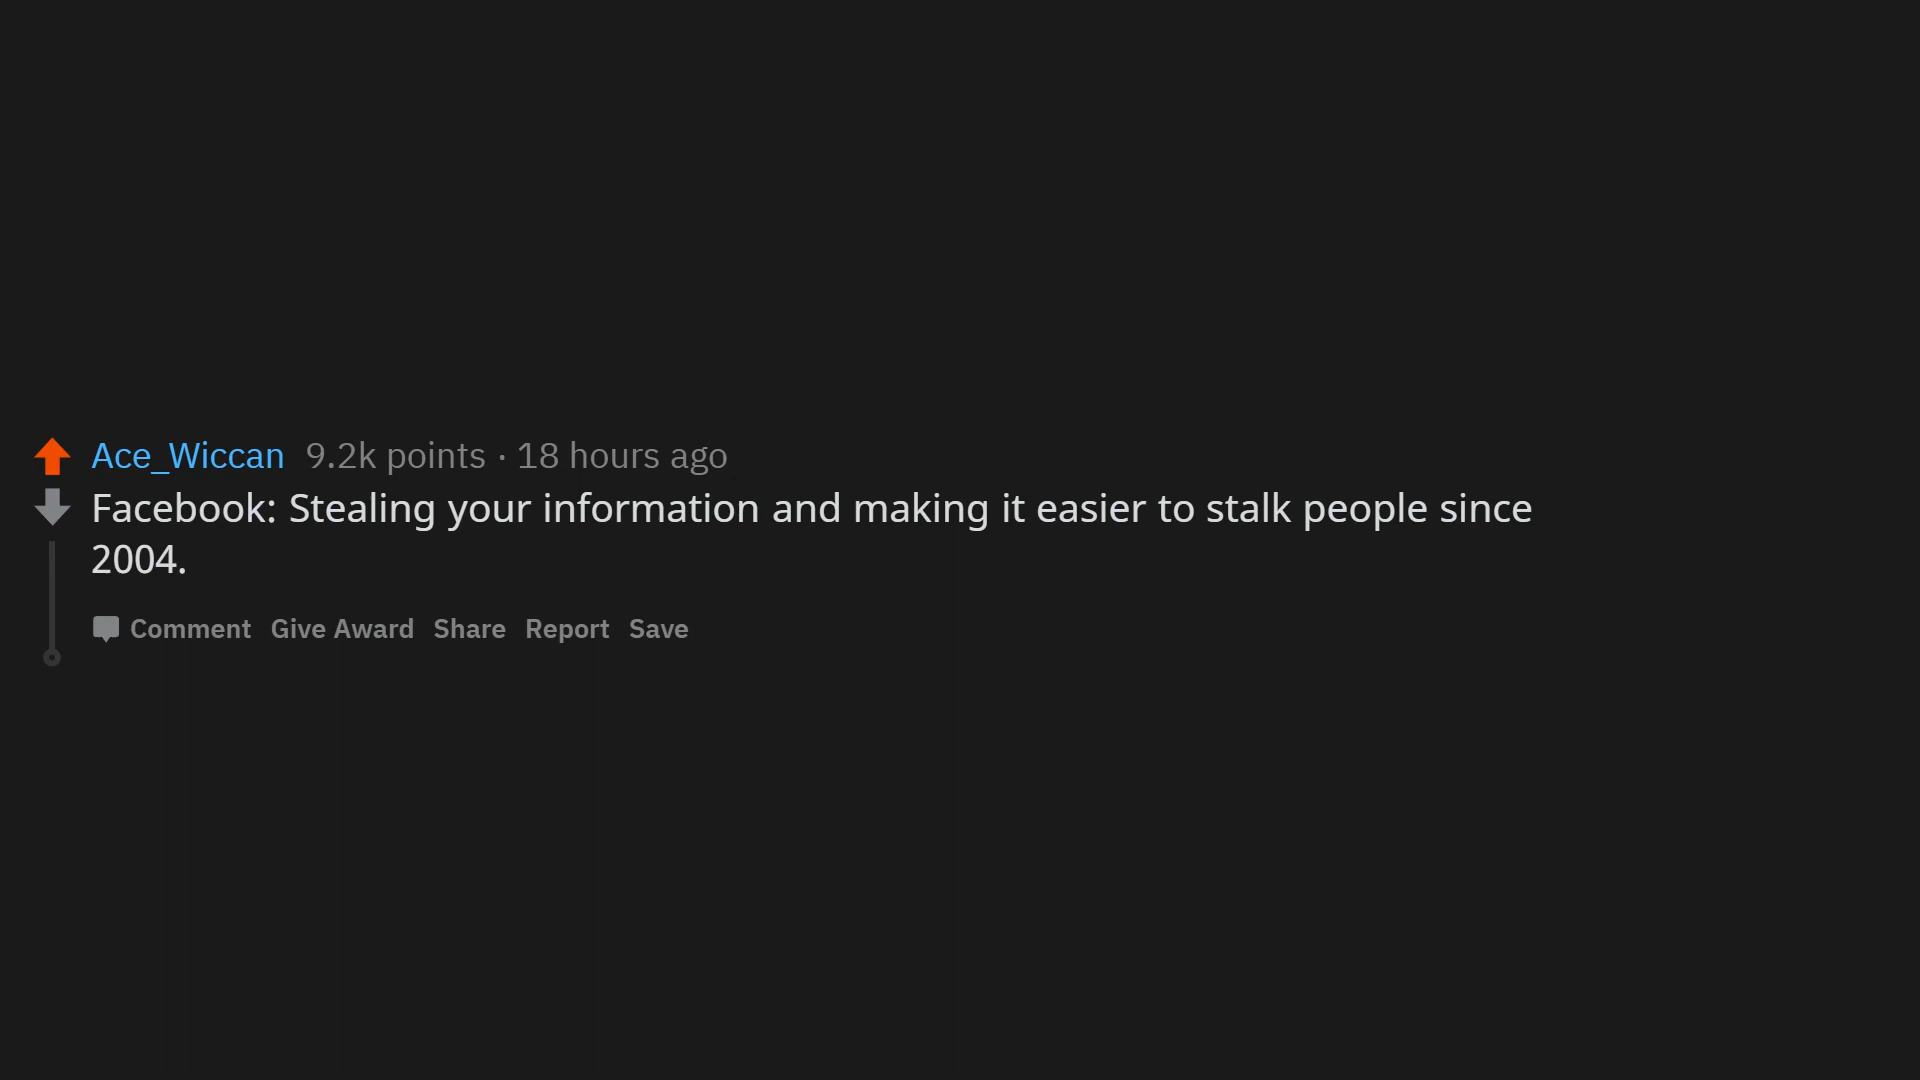 Ace_Wiccan 9.2k points · 18 hours ago
Facebook: Stealing your information and making it easier to stalk people since
2004.
Comment Give Award Share Report Save